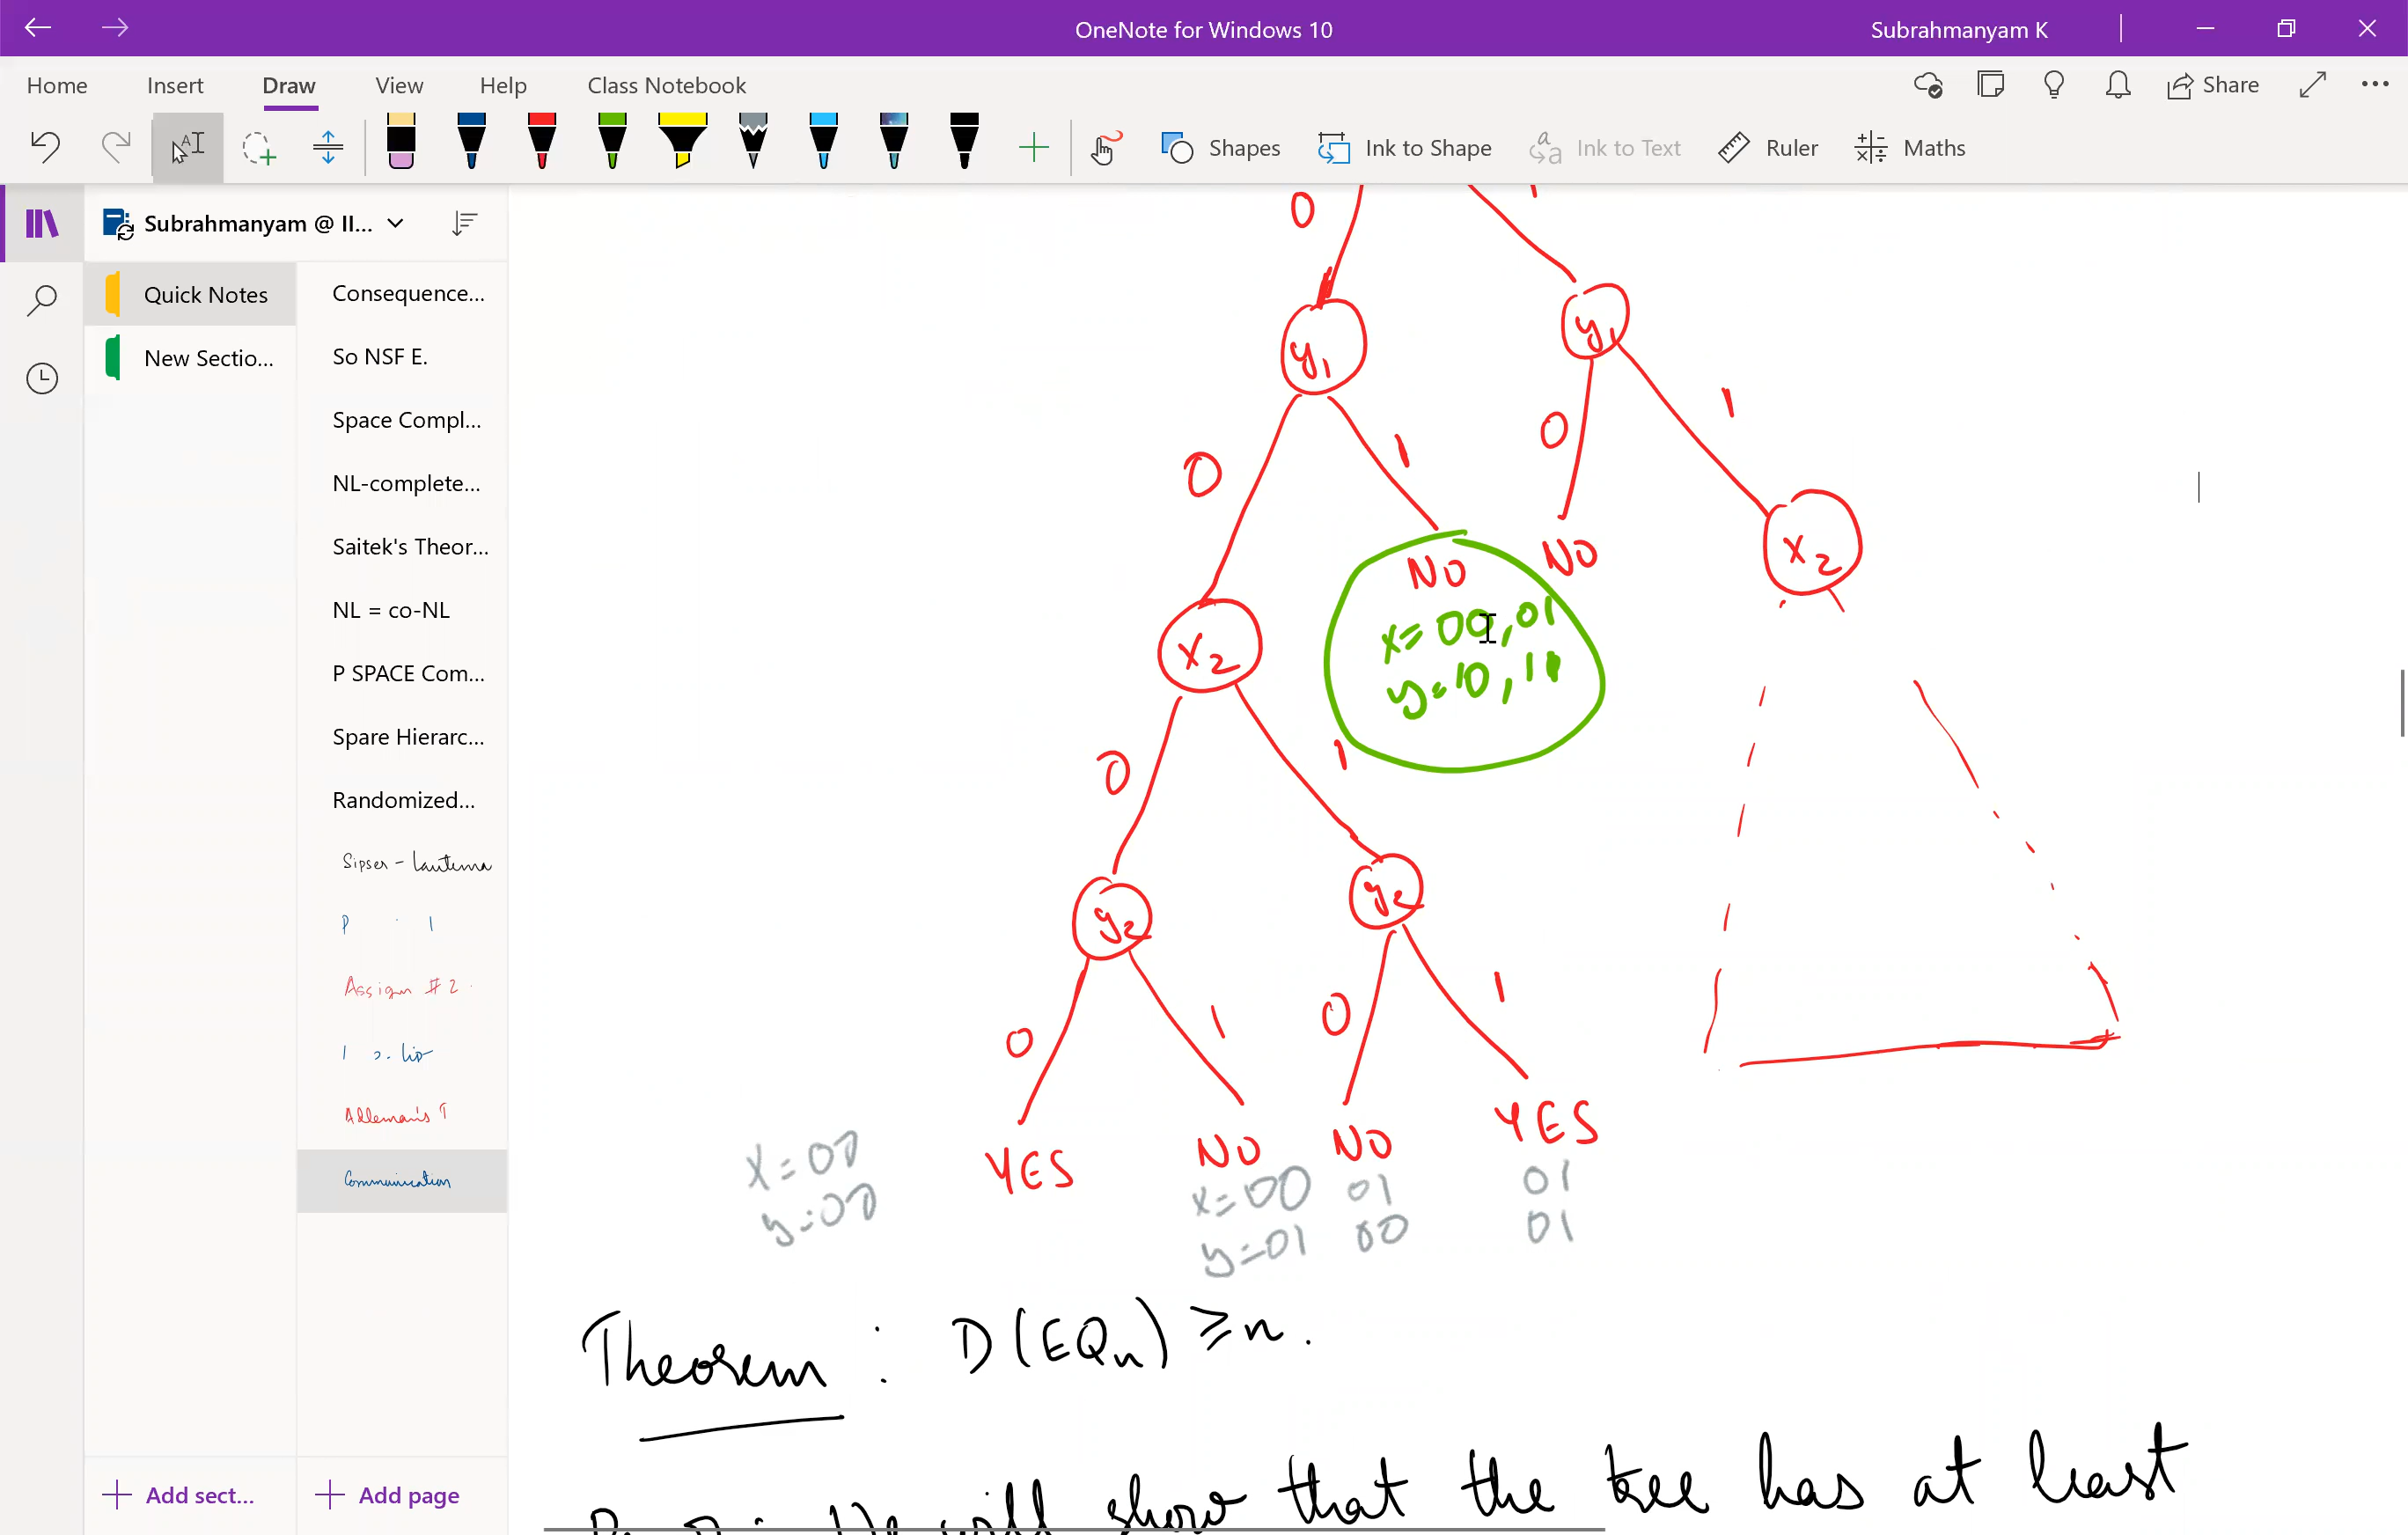 OneNote for Windows 10
Subrahmanyam K
Home Insert Draw View Help Class Notebook
Share
Shapes Ink to Shape Ink to Text Ruler Maths
Subrahmanyam @ II...
Quick Notes
New Sectio...
Consequence...
So NSF E.
Space Compl...
NL-complete...
Saitek's Theor...
NL = co-NL
P SPACE Com...
Spare Hierarc...
Randomized...
Sipser - Lautema
Assign #2
Communication
Add sect...
Add page
0
y₁ y₁
0 1 0 1
NO NO x₂
x = 00, 01
y = 10, 11
x₂
0 1
y₂ y₂
0 1 0 1
YES NO NO YES
x = 00 x = 00 01 01
y = 00 y = 01 00 01
Theorem : D(EQₙ) ≥ n.
will show that the tree has at least